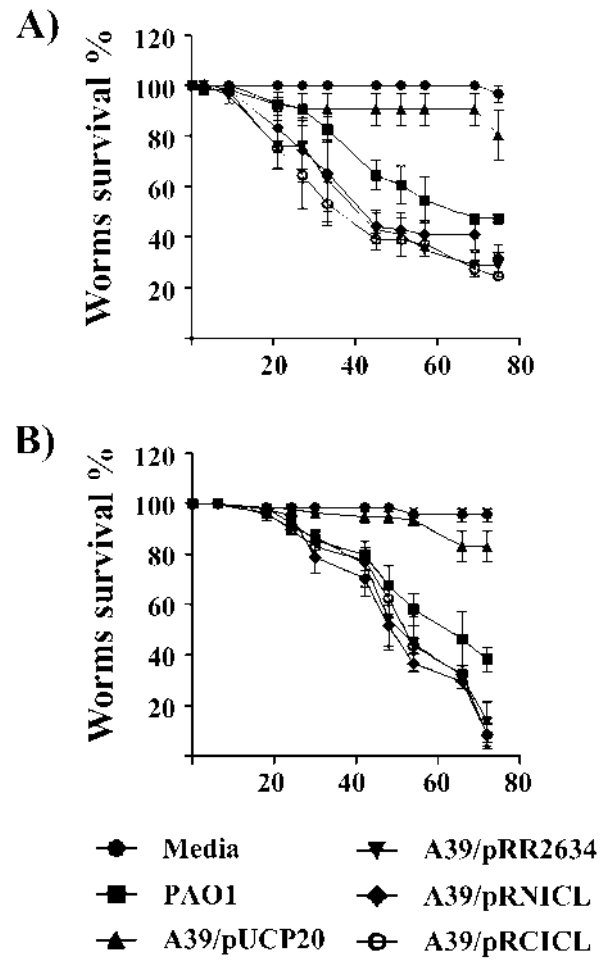 A)
Worms survival %
120
100
80
60
40
20
20 40 60 80
B)
Worms survival %
120
100
80
60
40
20
20 40 60 80
Media
PAO1
A39/pUCP20
A39/pRR2634
A39/pRNICL
A39/pRCICL